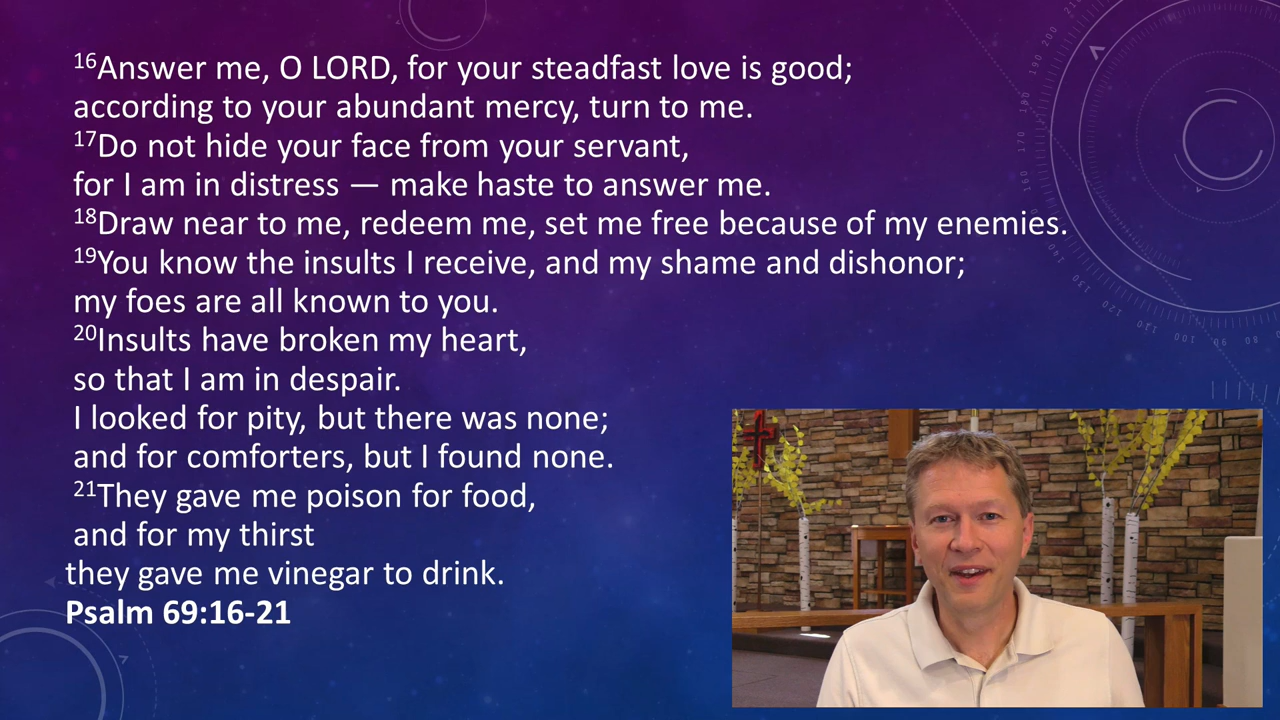 16Answer me, O LORD, for your steadfast love is good;
according to your abundant mercy, turn to me.
17Do not hide your face from your servant,
for I am in distress — make haste to answer me.
18Draw near to me, redeem me, set me free because of my enemies.
19You know the insults I receive, and my shame and dishonor;
my foes are all known to you.
20Insults have broken my heart,
so that I am in despair.
I looked for pity, but there was none;
and for comforters, but I found none.
21They gave me poison for food,
and for my thirst
they gave me vinegar to drink.
Psalm 69:16-21